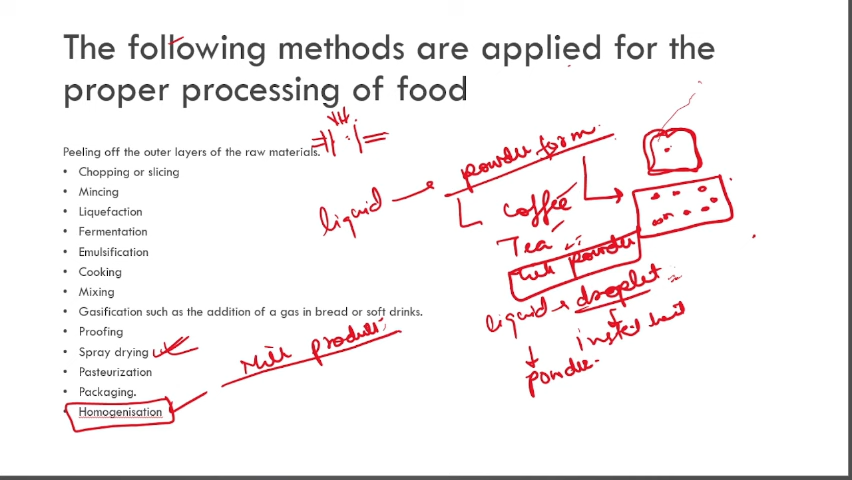 The following methods are applied for the
proper processing of food
Peeling off the outer layers of the raw materials.
• Chopping or slicing
• Mincing
• Liquefaction
• Fermentation
• Emulsification
• Cooking
• Mixing
• Gasification such as the addition of a gas in bread or soft drinks.
• Proofing
• Spray drying
• Pasteurization
• Packaging.
• Homogenisation
liquid
powder form
Coffee
Tea
powder
liquid
droplet
powder
Milk